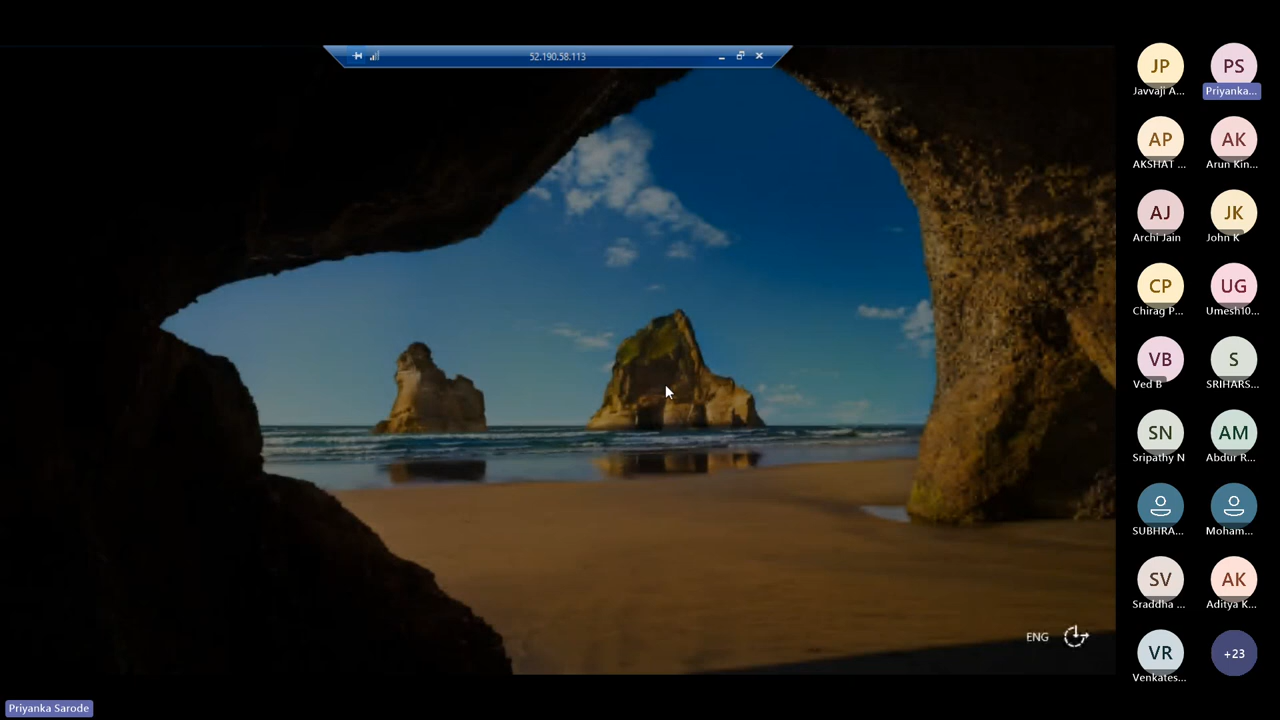 52.190.58.113
JP
PS
Javvaji A...
Priyanka...
AP
AK
AKSHAT ...
Arun Kin...
AJ
JK
Archi Jain
John K
CP
UG
Chirag P...
Umesh10...
VB
S
Ved B
SRIHARS...
SN
AM
Sripathy N
Abdur R...
SUBHRA...
Moham...
SV
AK
Sraddha ...
Aditya K...
VR
+23
Venkates...
ENG
Priyanka Sarode